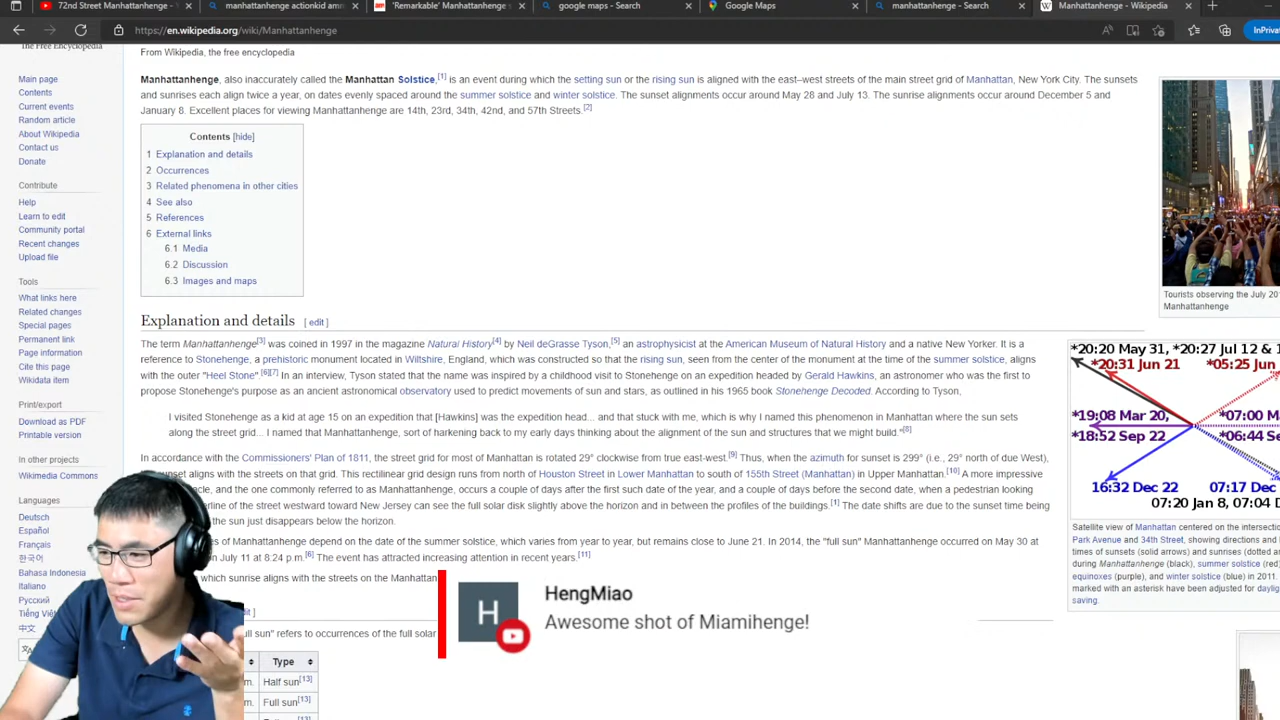 72nd Street Manhattanhenge -
manhattanhenge actionkid amn
'Remarkable' Manhattanhenge
google maps - Search
Google Maps
manhattanhenge - Search
Manhattanhenge - Wikipedia
https://en.wikipedia.org/wiki/Manhattanhenge
InPrivat
The Free Encyclopedia
Main page
Contents
Current events
Random article
About Wikipedia
Contact us
Donate
Contribute
Help
Learn to edit
Community portal
Recent changes
Upload file
Tools
What links here
Related changes
Special pages
Permanent link
Page information
Cite this page
Wikidata item
Print/export
Download as PDF
Printable version
In other projects
Wikimedia Commons
Languages
Deutsch
Español
Français
한국어
Bahasa Indonesia
Italiano
Русский
Tiếng Việt
中文
From Wikipedia, the free encyclopedia
Manhattanhenge, also inaccurately called the Manhattan Solstice,[1] is an event during which the setting sun or the rising sun is aligned with the east–west streets of the main street grid of Manhattan, New York City. The sunsets
and sunrises each align twice a year, on dates evenly spaced around the summer solstice and winter solstice. The sunset alignments occur around May 28 and July 13. The sunrise alignments occur around December 5 and
January 8. Excellent places for viewing Manhattanhenge are 14th, 23rd, 34th, 42nd, and 57th Streets.[2]
Contents [hide]
1 Explanation and details
2 Occurrences
3 Related phenomena in other cities
4 See also
5 References
6 External links
6.1 Media
6.2 Discussion
6.3 Images and maps
Explanation and details [ edit ]
The term Manhattanhenge[3] was coined in 1997 in the magazine Natural History[4] by Neil deGrasse Tyson,[5] an astrophysicist at the American Museum of Natural History and a native New Yorker. It is a
reference to Stonehenge, a prehistoric monument located in Wiltshire, England, which was constructed so that the rising sun, seen from the center of the monument at the time of the summer solstice, aligns
with the outer "Heel Stone".[6][7] In an interview, Tyson stated that the name was inspired by a childhood visit to Stonehenge on an expedition headed by Gerald Hawkins, an astronomer who was the first to
propose Stonehenge's purpose as an ancient astronomical observatory used to predict movements of sun and stars, as outlined in his 1965 book Stonehenge Decoded. According to Tyson,
I visited Stonehenge as a kid at age 15 on an expedition that [Hawkins] was the expedition head... and that stuck with me, which is why I named this phenomenon in Manhattan where the sun sets
along the street grid... I named that Manhattanhenge, sort of harkening back to my early days thinking about the alignment of the sun and structures that we might build."[8]
In accordance with the Commissioners' Plan of 1811, the street grid for most of Manhattan is rotated 29° clockwise from true east-west.[9] Thus, when the azimuth for sunset is 299° (i.e., 29° north of due West),
sunset aligns with the streets on that grid. This rectilinear grid design runs from north of Houston Street in Lower Manhattan to south of 155th Street (Manhattan) in Upper Manhattan.[10] A more impressive
cle, and the one commonly referred to as Manhattanhenge, occurs a couple of days after the first such date of the year, and a couple of days before the second date, when a pedestrian looking
erline of the street westward toward New Jersey can see the full solar disk slightly above the horizon and in between the profiles of the buildings.[1] The date shifts are due to the sunset time being
the sun just disappears below the horizon.
es of Manhattanhenge depend on the date of the summer solstice, which varies from year to year, but remains close to June 21. In 2014, the "full sun" Manhattanhenge occurred on May 30 at
n July 11 at 8:24 p.m.[6] The event has attracted increasing attention in recent years.[11]
which sunrise aligns with the streets on the Manhattan
ull sun" refers to occurrences of the full solar
Type
m. Half sun[13]
m. Full sun[13]
[13]
Tourists observing the July 201
Manhattanhenge
*20:20 May 31, *20:27 Jul 12 & 1
*20:31 Jun 21
*05:25 Jun
*19:08 Mar 20,
*07:00 Ma
*18:52 Sep 22
*06:44 Se
16:32 Dec 22
07:17 Dec
07:20 Jan 8, 07:04 D
Satellite view of Manhattan centered on the intersectio
Park Avenue and 34th Street, showing directions and l
times of sunsets (solid arrows) and sunrises (dotted ar
during Manhattanhenge (black), summer solstice (red)
equinoxes (purple), and winter solstice (blue) in 2011.
marked with an asterisk have been adjusted for dayligh
saving.
H
HengMiao
Awesome shot of Miamihenge!